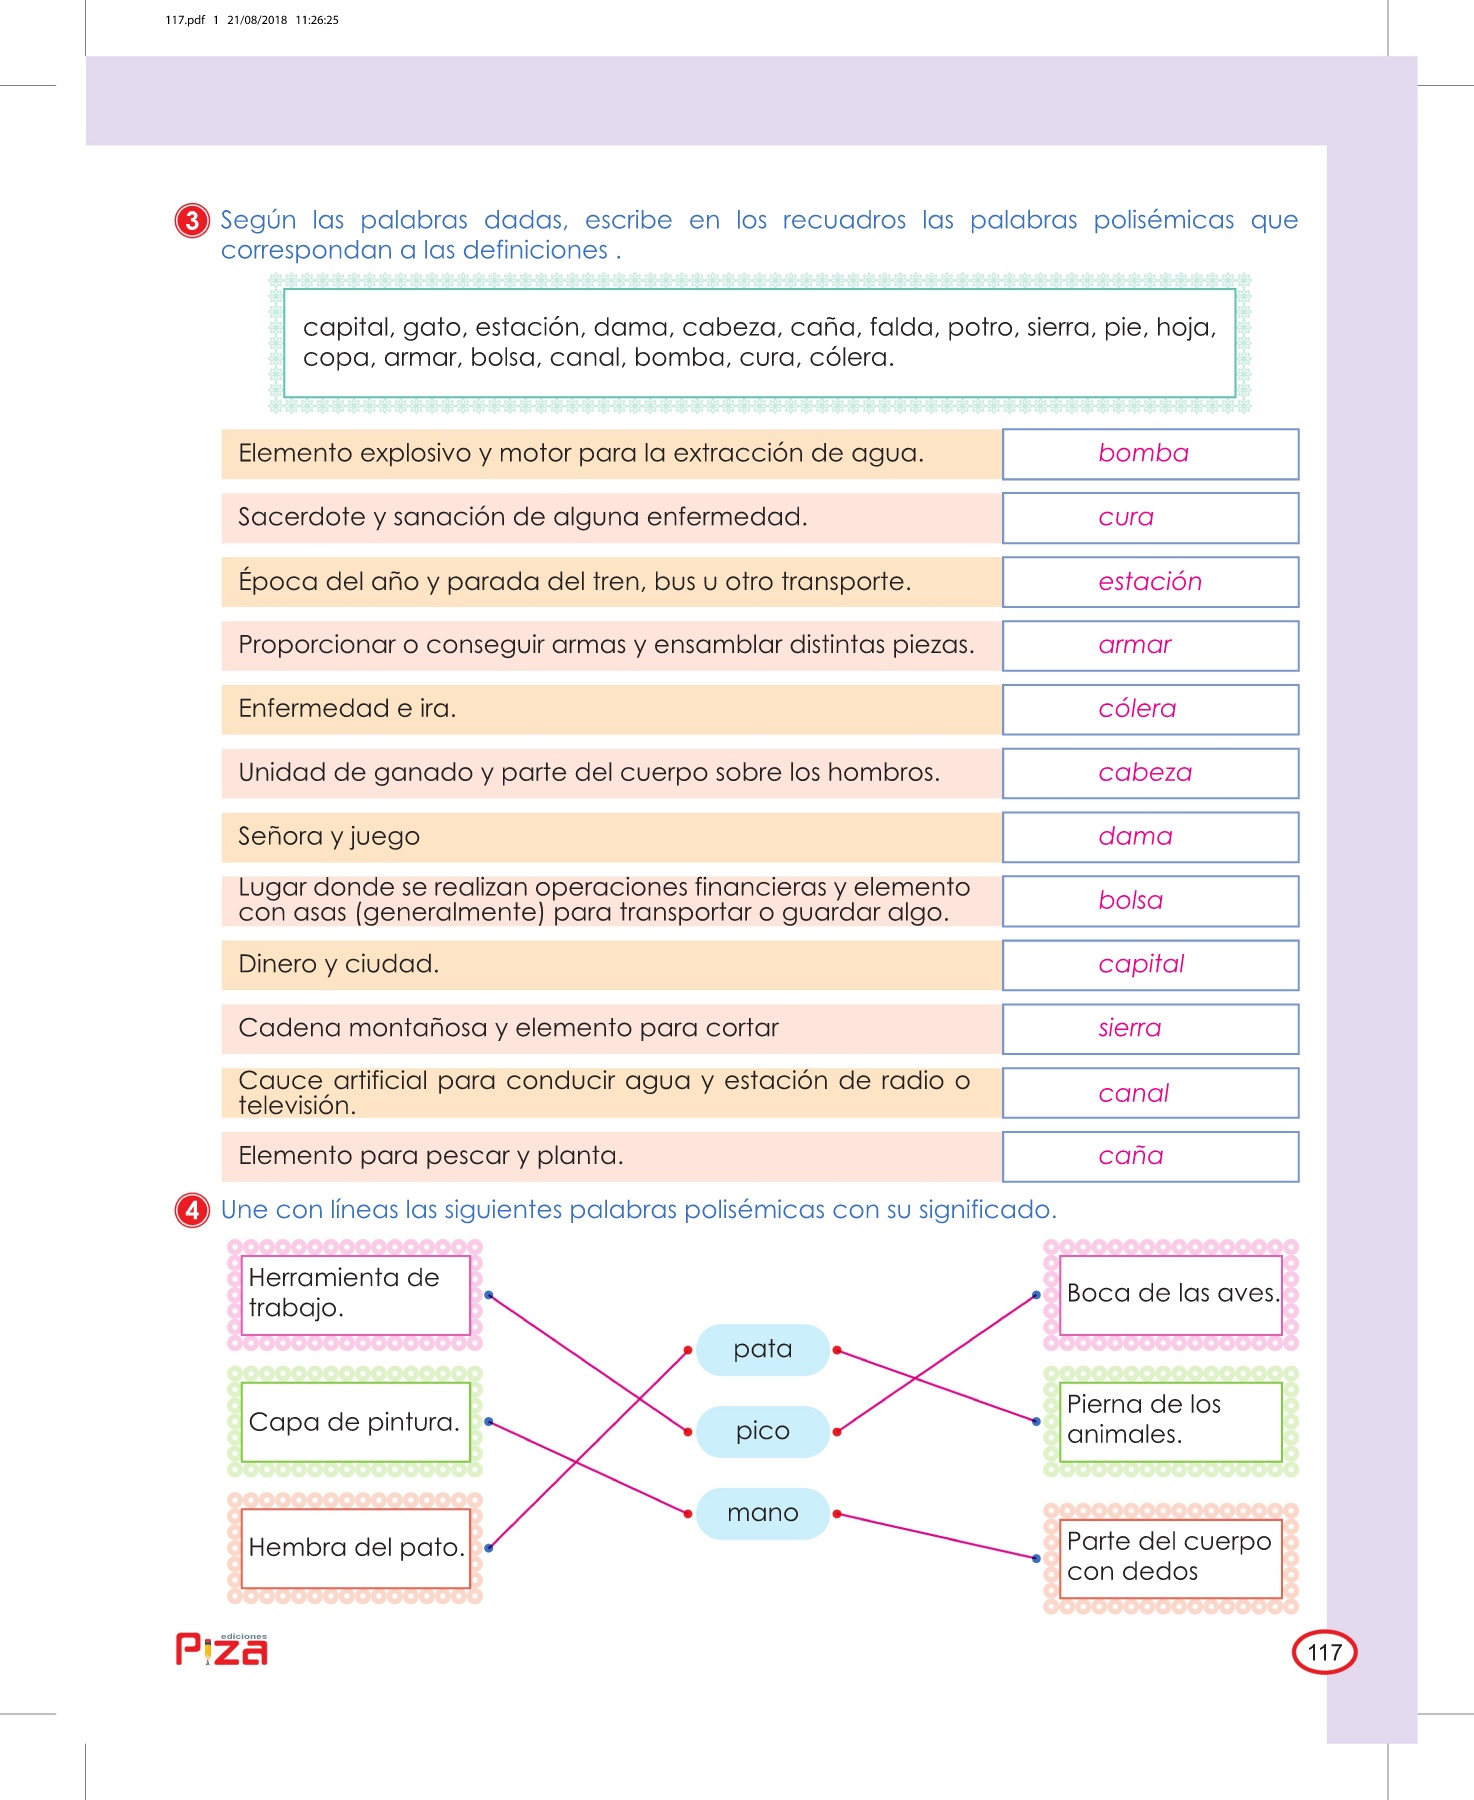 117.pdf 1 21/08/2018 11:26:25
3 Según las palabras dadas, escribe en los recuadros las palabras polisémicas que
correspondan a las definiciones .
capital, gato, estación, dama, cabeza, caña, falda, potro, sierra, pie, hoja,
copa, armar, bolsa, canal, bomba, cura, cólera.
Elemento explosivo y motor para la extracción de agua. bomba
Sacerdote y sanación de alguna enfermedad. cura
Época del año y parada del tren, bus u otro transporte. estación
Proporcionar o conseguir armas y ensamblar distintas piezas. armar
Enfermedad e ira. cólera
Unidad de ganado y parte del cuerpo sobre los hombros. cabeza
Señora y juego dama
Lugar donde se realizan operaciones financieras y elemento
con asas (generalmente) para transportar o guardar algo.
bolsa
Dinero y ciudad. capital
Cadena montañosa y elemento para cortar sierra
Cauce artificial para conducir agua y estación de radio o
televisión.
canal
Elemento para pescar y planta. caña
4 Une con líneas las siguientes palabras polisémicas con su significado.
Herramienta de
trabajo.
Capa de pintura.
Hembra del pato.
pata
pico
mano
Boca de las aves.
Pierna de los
animales.
Parte del cuerpo
con dedos
ediciones
Piza
117